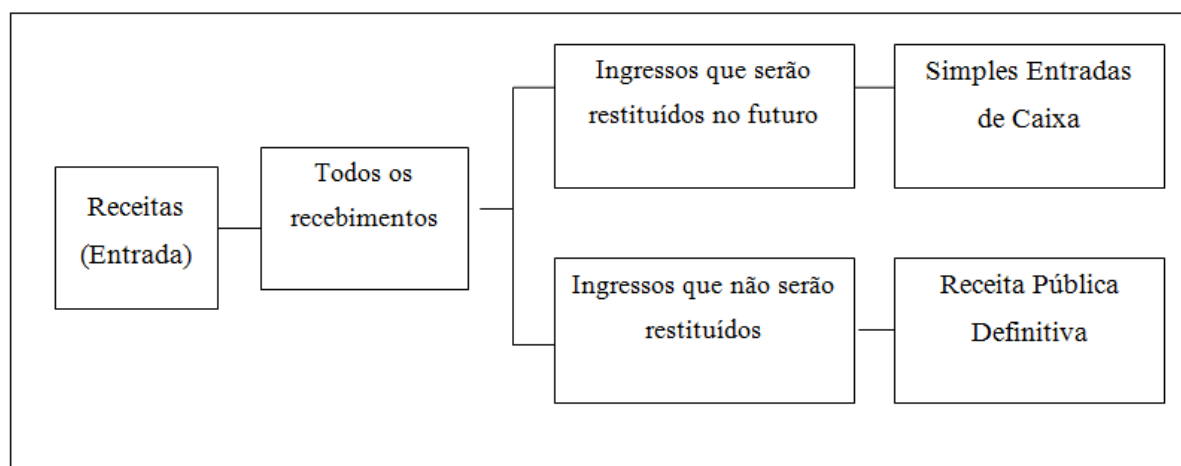 Receitas
(Entrada)
Todos os
recebimentos
Ingressos que serão
restituídos no futuro
Simples Entradas
de Caixa
Ingressos que não serão
restituídos
Receita Pública
Definitiva